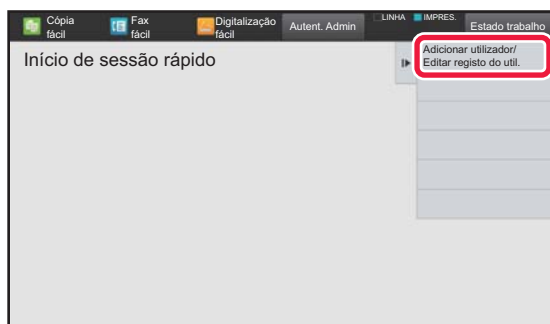 Cópia
fácil
Fax
fácil
Digitalização
fácil
Autent. Admin
LINHA
IMPRES.
Estado trabalho
Início de sessão rápido
Adicionar utilizador/
Editar registo do util.